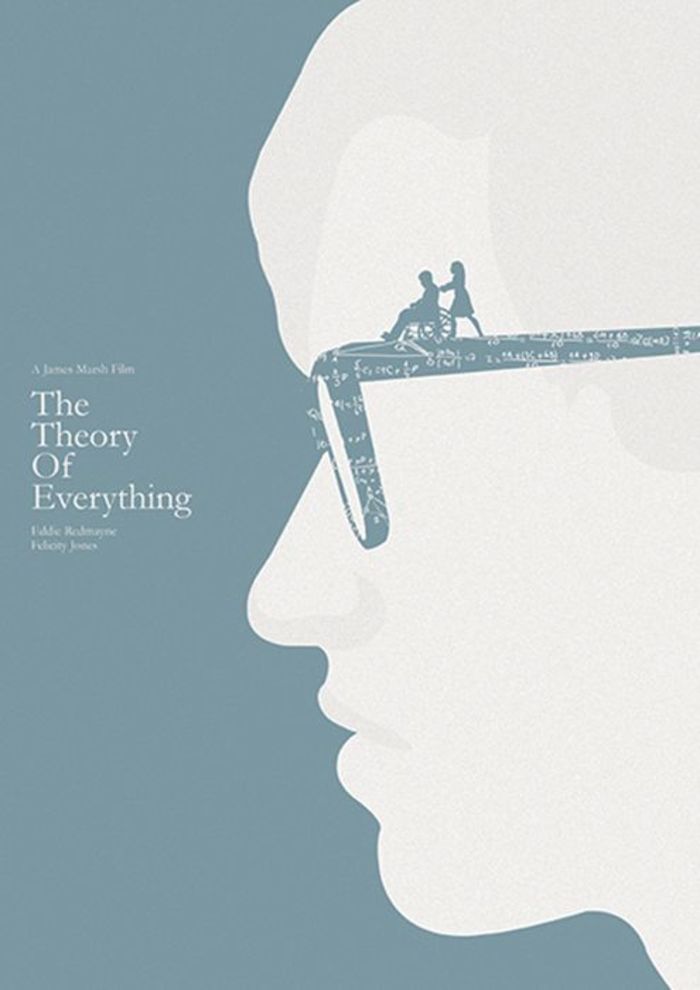 A James Marsh Film
The
Theory
Of
Everything
Eddie Redmayne
Felicity Jones